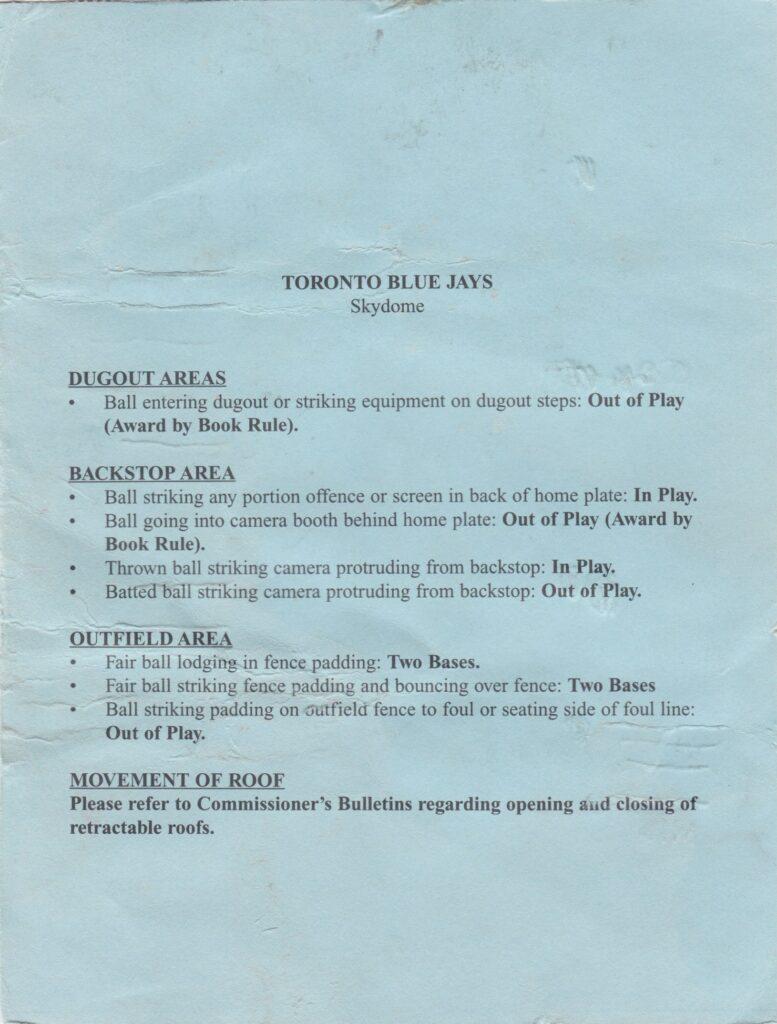 TORONTO BLUE JAYS
Skydome
DUGOUT AREAS
• Ball entering dugout or striking equipment on dugout steps: Out of Play
(Award by Book Rule).
BACKSTOP AREA
• Ball striking any portion offence or screen in back of home plate: In Play.
• Ball going into camera booth behind home plate: Out of Play (Award by
Book Rule).
• Thrown ball striking camera protruding from backstop: In Play.
• Batted ball striking camera protruding from backstop: Out of Play.
OUTFIELD AREA
• Fair ball lodging in fence padding: Two Bases.
• Fair ball striking fence padding and bouncing over fence: Two Bases
• Ball striking padding on outfield fence to foul or seating side of foul line:
Out of Play.
MOVEMENT OF ROOF
Please refer to Commissioner's Bulletins regarding opening and closing of
retractable roofs.